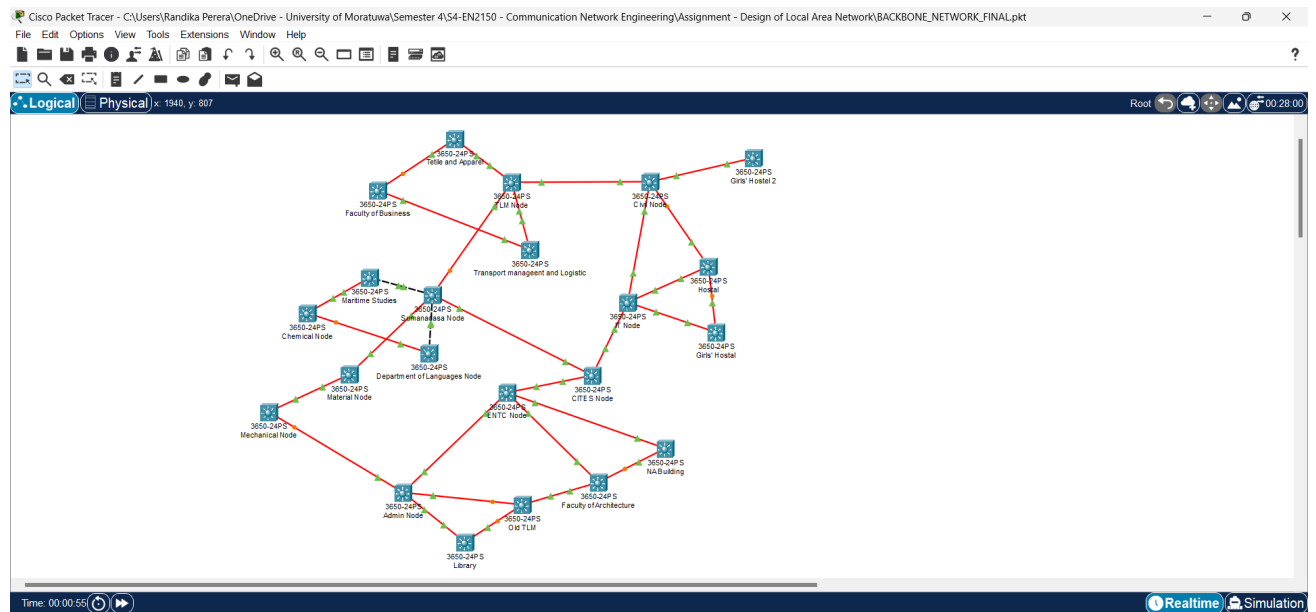 Cisco Packet Tracer - C:\Users\Randika Perera\OneDrive - University of Moratuwa\Semester 4\S4-EN2150 - Communication Network Engineering\Assignment - Design of Local Area Network\BACKBONE_NETWORK_FINAL.pkt
File Edit Options View Tools Extensions Window Help
?
Logical Physical x: 1940, y: 807 Root 00:28:00
3650-24PS
Tetile and Apparel
3650-24PS
Girls' Hostel 2
3650-24PS
TLM Node
3650-24PS
Civil Node
3650-24PS
Faculty of Business
3650-24PS
Transport manageent and Logistic
3650-24PS
Maritime Studies
3650-24PS
Hostal
3650-24PS
Sumanadasa Node
3650-24PS
IT Node
3650-24PS
Chemical Node
3650-24PS
Girls' Hostal
3650-24PS
Department of Languages Node
3650-24PS
Material Node
3650-24PS
CITES Node
3650-24PS
ENTC Node
3650-24PS
Mechanical Node
3650-24PS
NA Building
3650-24PS
Faculty of Architecture
3650-24PS
Admin Node
3650-24PS
Old TLM
3650-24PS
Library
Time: 00:00:55 Realtime Simulation